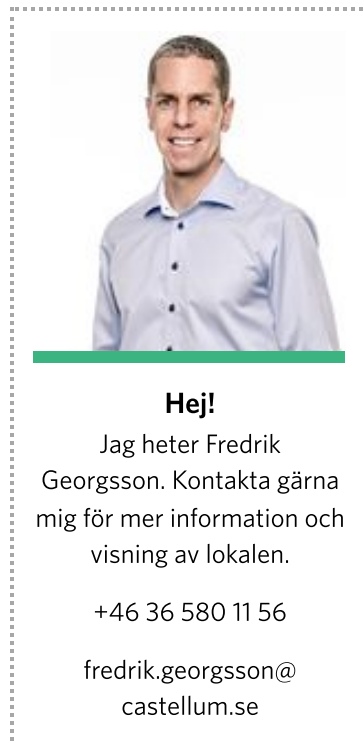 Hej!
Jag heter Fredrik
Georgsson. Kontakta gärna
mig för mer information och
visning av lokalen.
+46 36 580 11 56
fredrik.georgsson@
castellum.se